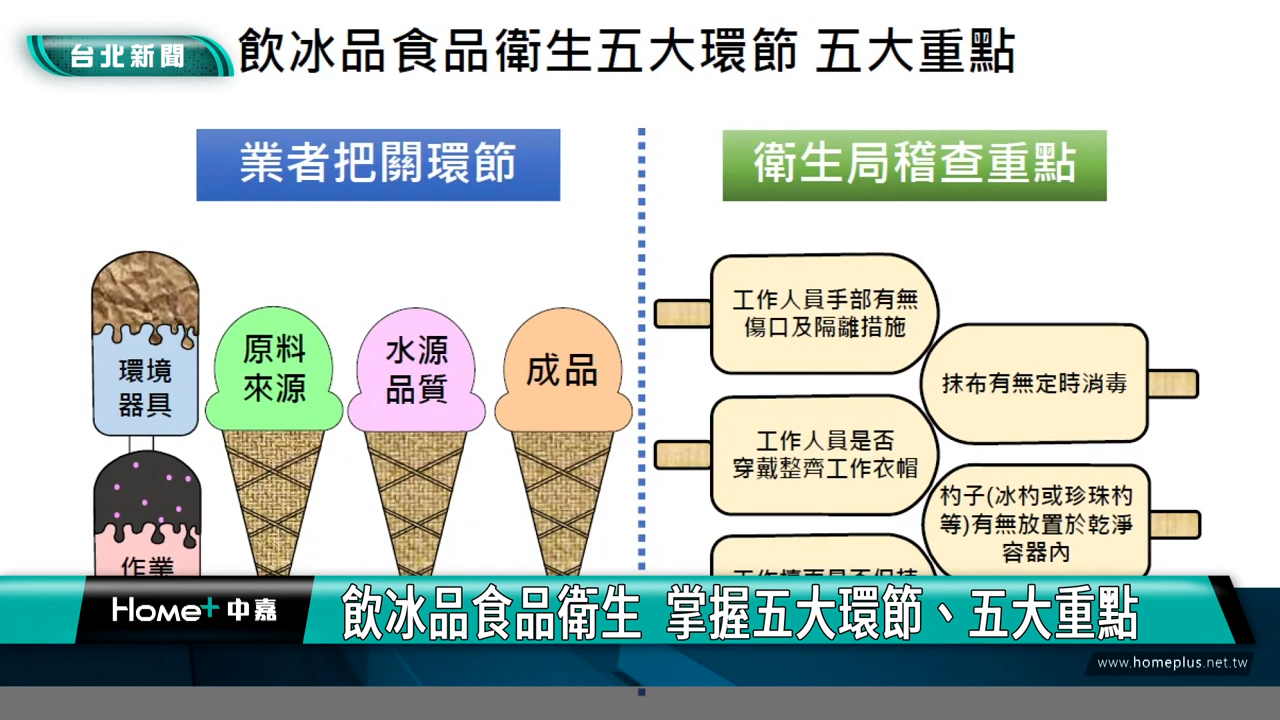 台北新聞
飲冰品食品衛生五大環節 五大重點
業者把關環節
衛生局稽查重點
環境
器具
原料
來源
水源
品質
成品
作業
工作人員手部有無
傷口及隔離措施
抹布有無定時消毒
工作人員是否
穿戴整齊工作衣帽
杓子(冰杓或珍珠杓
等)有無放置於乾淨
容器內
Home+中嘉
飲冰品食品衛生 掌握五大環節、五大重點
www.homeplus.net.tw